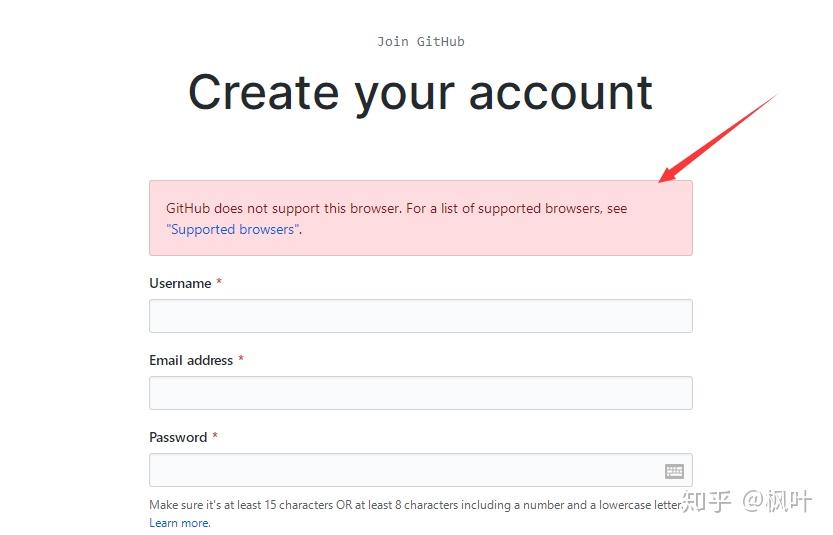 Join GitHub
Create your account
GitHub does not support this browser. For a list of supported browsers, see
"Supported browsers".
Username *
Email address *
Password *
Make sure it's at least 15 characters OR at least 8 characters including a number and a lowercase letter.
Learn more.
知乎 @枫叶